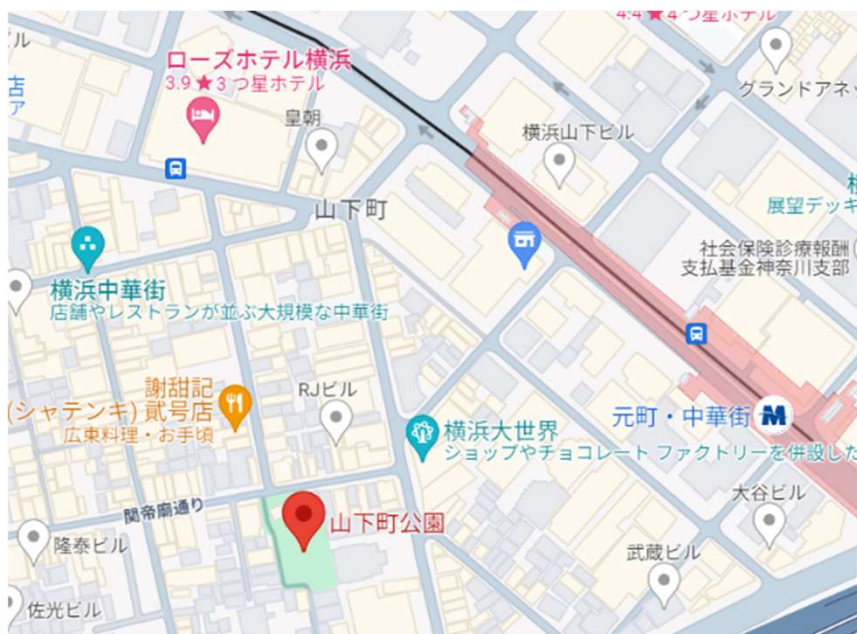 ル
4.4★4つ星ホテル
ローズホテル横浜
3.9★3つ星ホテル
グランドアネッ
店
ア
皇朝
横浜山下ビル
山下町
展望デッキ
社会保険診療報酬
支払基金神奈川支部
横浜中華街
店舗やレストランが並ぶ大規模な中華街
謝甜記
(シャテンキ)貮号店
広東料理・お手頃
RJビル
横浜大世界
ショップやチョコレート ファクトリーを併設した
元町・中華街
大谷ビル
関帝廟通り
山下町公園
隆泰ビル
武蔵ビル
佐光ビル